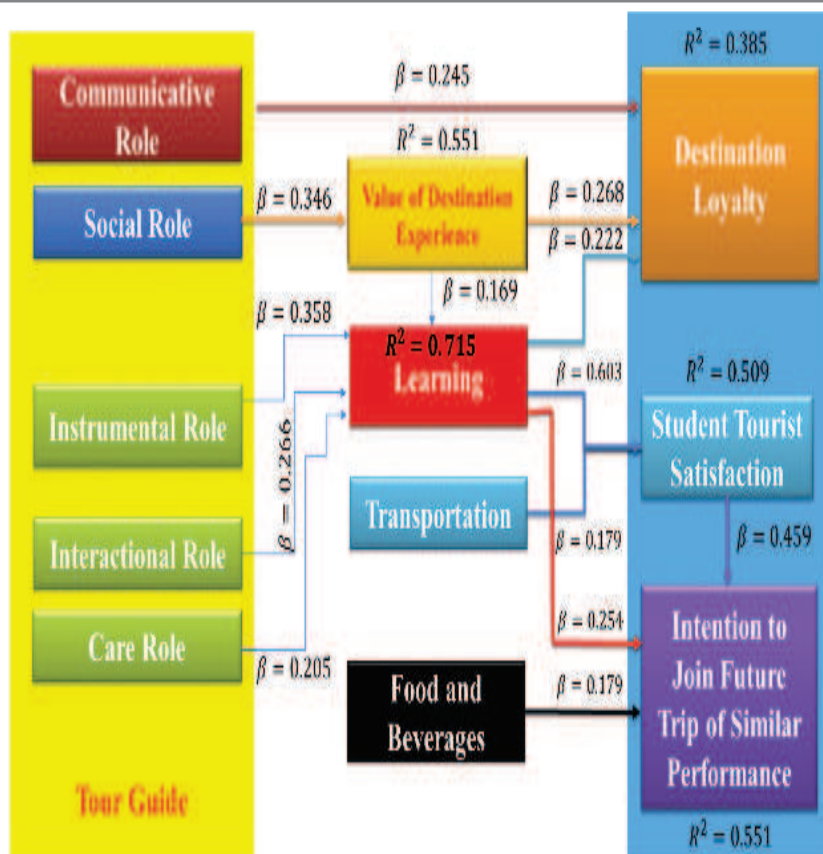 Communicative
Role
Social Role
Instrumental Role
Interactional Role
Care Role
Tour Guide
β = 0.245
R² = 0.551
β = 0.346
Value of Destination
Experience
β = 0.268
β = 0.222
β = 0.169
β = 0.358
R² = 0.715
Learning
β = 0.266
β = 0.603
Transportation
β = 0.179
β = 0.254
β = 0.205
Food and
Beverages
β = 0.179
R² = 0.385
Destination
Loyalty
R² = 0.509
Student Tourist
Satisfaction
β = 0.459
Intention to
Join Future
Trip of Similar
Performance
R² = 0.551